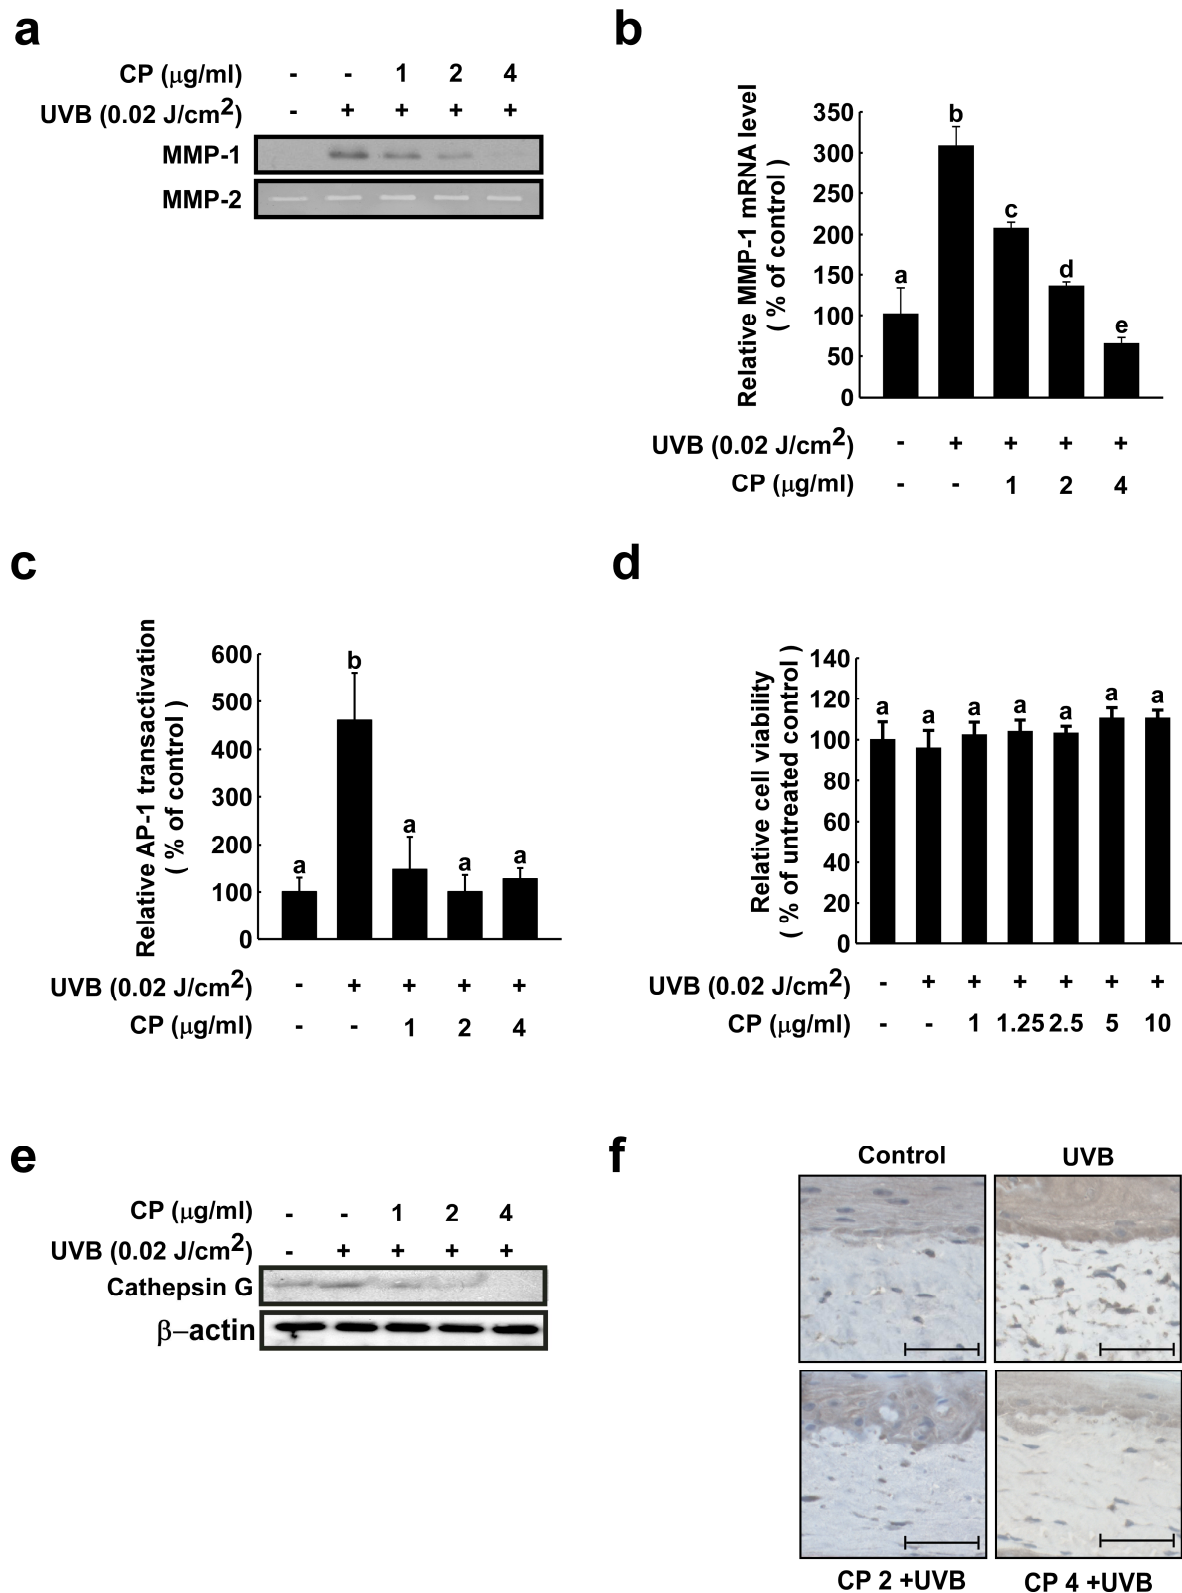 a
CP (μg/ml) - - 1 2 4
UVB (0.02 J/cm2) - + + + +
MMP-1
MMP-2
b
Relative MMP-1 mRNA level
( % of control )
350
300
250
200
150
100
50
0
a b c d e
UVB (0.02 J/cm2) - + + + +
CP (μg/ml) - - 1 2 4
c
Relative AP-1 transactivation
( % of control )
600
500
400
300
200
100
0
a b a a a
UVB (0.02 J/cm2) - + + + +
CP (μg/ml) - - 1 2 4
d
Relative cell viability
( % of untreated control )
140
120
100
80
60
40
20
0
a a a a a a a
UVB (0.02 J/cm2) - + + + + + +
CP (μg/ml) - - 1 1.25 2.5 5 10
e
CP (μg/ml) - - 1 2 4
UVB (0.02 J/cm2) - + + + +
Cathepsin G
β–actin
f
Control UVB
CP 2 +UVB CP 4 +UVB